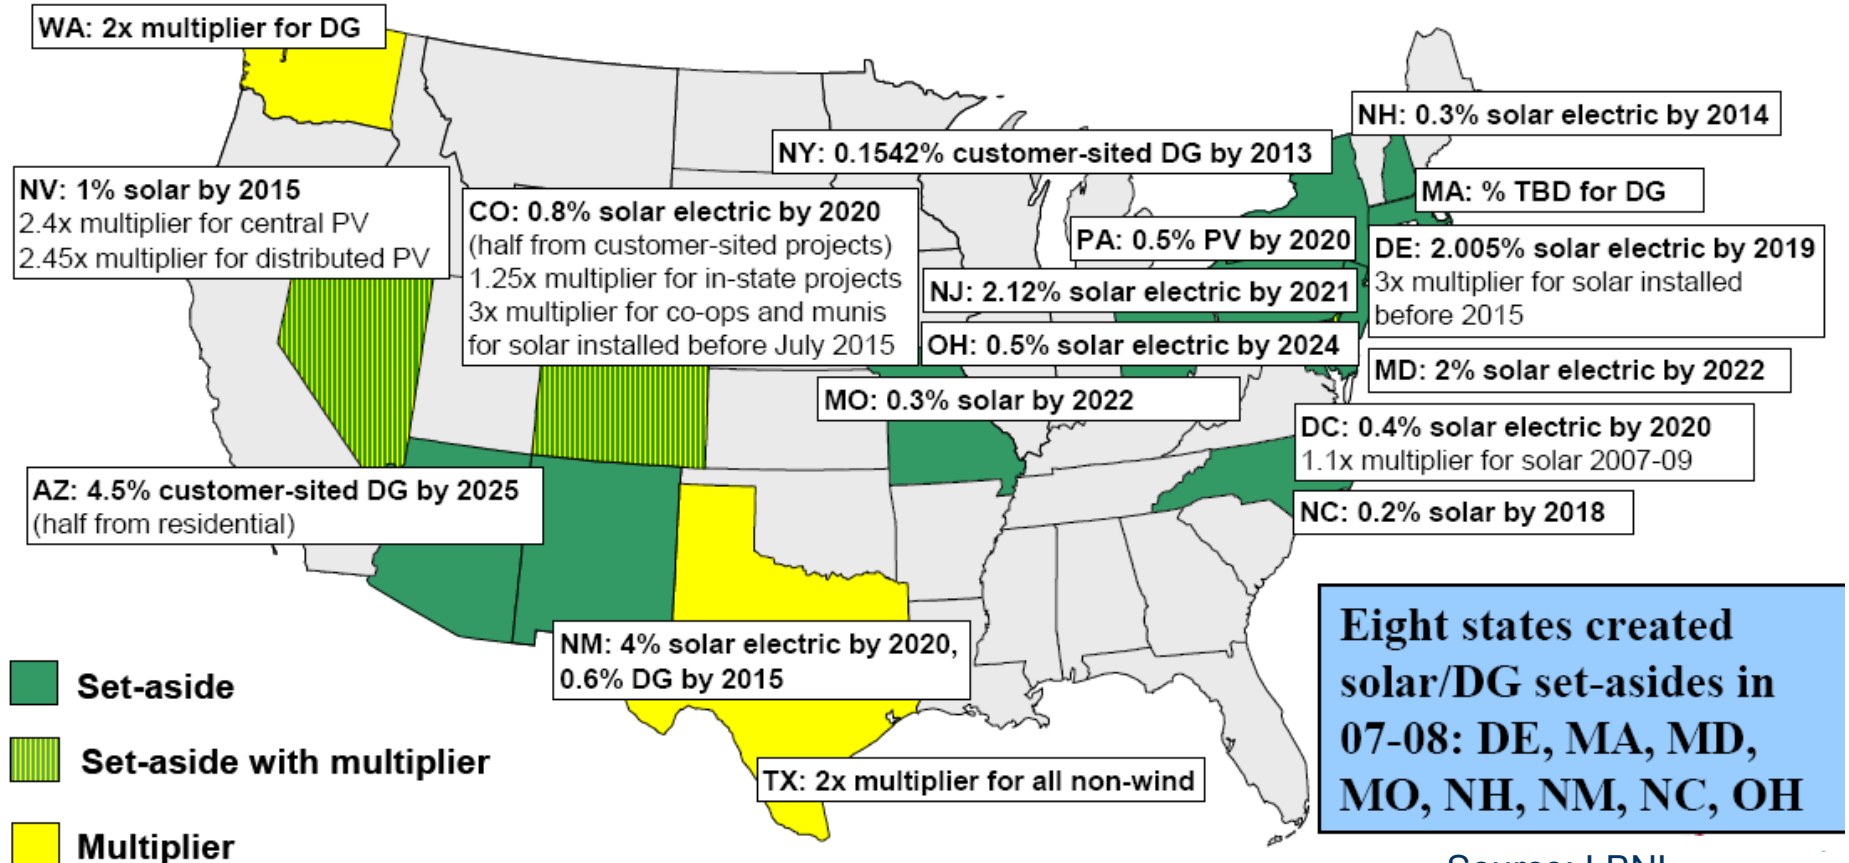 WA: 2x multiplier for DG
NH: 0.3% solar electric by 2014
NY: 0.1542% customer-sited DG by 2013
MA: % TBD for DG
NV: 1% solar by 2015
2.4x multiplier for central PV
2.45x multiplier for distributed PV
CO: 0.8% solar electric by 2020
(half from customer-sited projects)
1.25x multiplier for in-state projects
3x multiplier for co-ops and munis
for solar installed before July 2015
PA: 0.5% PV by 2020
DE: 2.005% solar electric by 2019
3x multiplier for solar installed
before 2015
NJ: 2.12% solar electric by 2021
OH: 0.5% solar electric by 2024
MD: 2% solar electric by 2022
MO: 0.3% solar by 2022
DC: 0.4% solar electric by 2020
1.1x multiplier for solar 2007-09
AZ: 4.5% customer-sited DG by 2025
(half from residential)
NC: 0.2% solar by 2018
NM: 4% solar electric by 2020,
0.6% DG by 2015
TX: 2x multiplier for all non-wind
Set-aside
Set-aside with multiplier
Multiplier
Eight states created
solar/DG set-asides in
07-08: DE, MA, MD,
MO, NH, NM, NC, OH
Source: LBNL